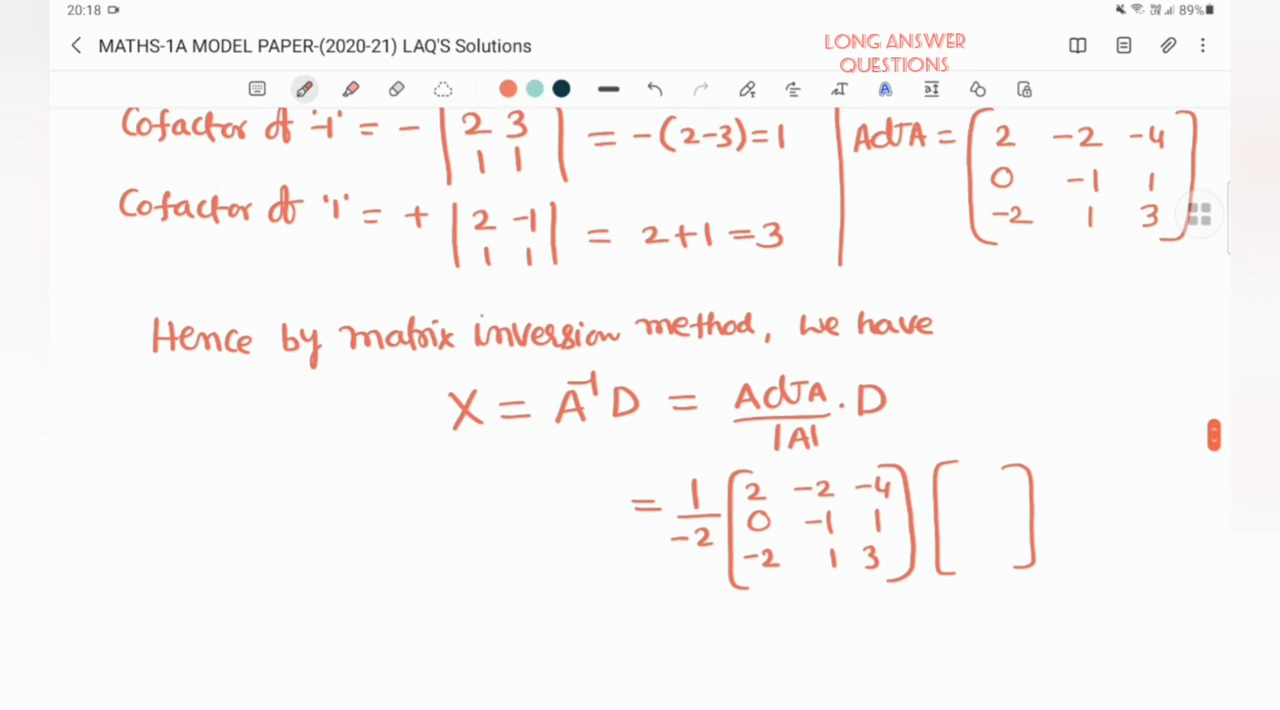 20:18 89%
MATHS-1A MODEL PAPER-(2020-21) LAQ'S Solutions
LONG ANSWER
QUESTIONS
Cofactor of '-1' = - | 2 3 | = -(2-3)=1
1 1
Cofactor of '1' = + | 2 -1 | = 2+1=3
1 1
AdJA = [ 2 -2 -4
0 -1 1
-2 1 3 ]
Hence by matrix inversion method, we have
X = A⁻¹ D = AdJA / |A| . D
= 1/-2 [ 2 -2 -4
0 -1 1
-2 1 3 ] [ ]